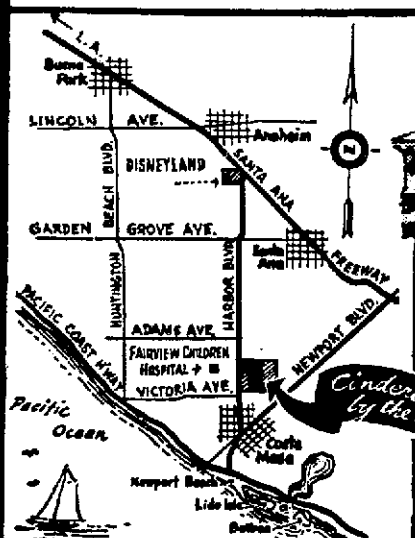 L.A.
Buena
Park
LINCOLN AVE.
Anaheim
DISNEYLAND
SANTA ANA
FREEWAY
BEACH BLVD.
HUNTINGTON
N
GARDEN GROVE AVE.
Santa
Ana
HARBOR BLVD
PACIFIC COAST HWAY
ADAMS AVE.
FAIRVIEW CHILDREN
HOSPITAL
VICTORIA AVE.
NEWPORT BLVD.
Cinder
by the
Pacific
Ocean
Costa
Mesa
Newport Beach
Lido Isle
Balboa